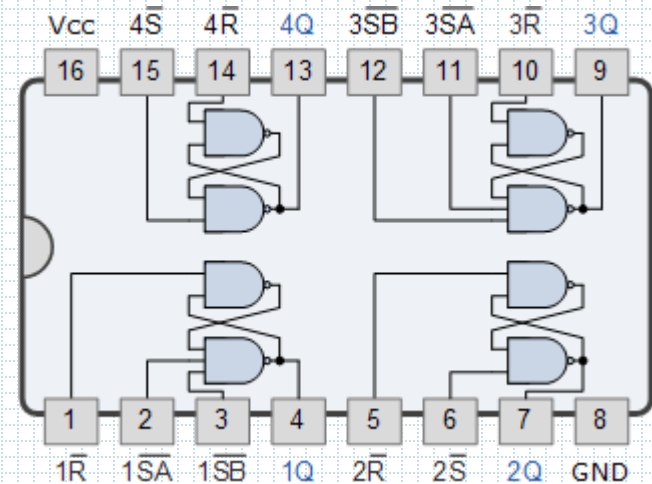 Vcc 4S̅ 4R̅ 4Q 3S̅B̅ 3S̅A̅ 3R̅ 3Q
16 15 14 13 12 11 10 9
1 2 3 4 5 6 7 8
1R̅ 1S̅A̅ 1S̅B̅ 1Q 2R̅ 2S̅ 2Q GND